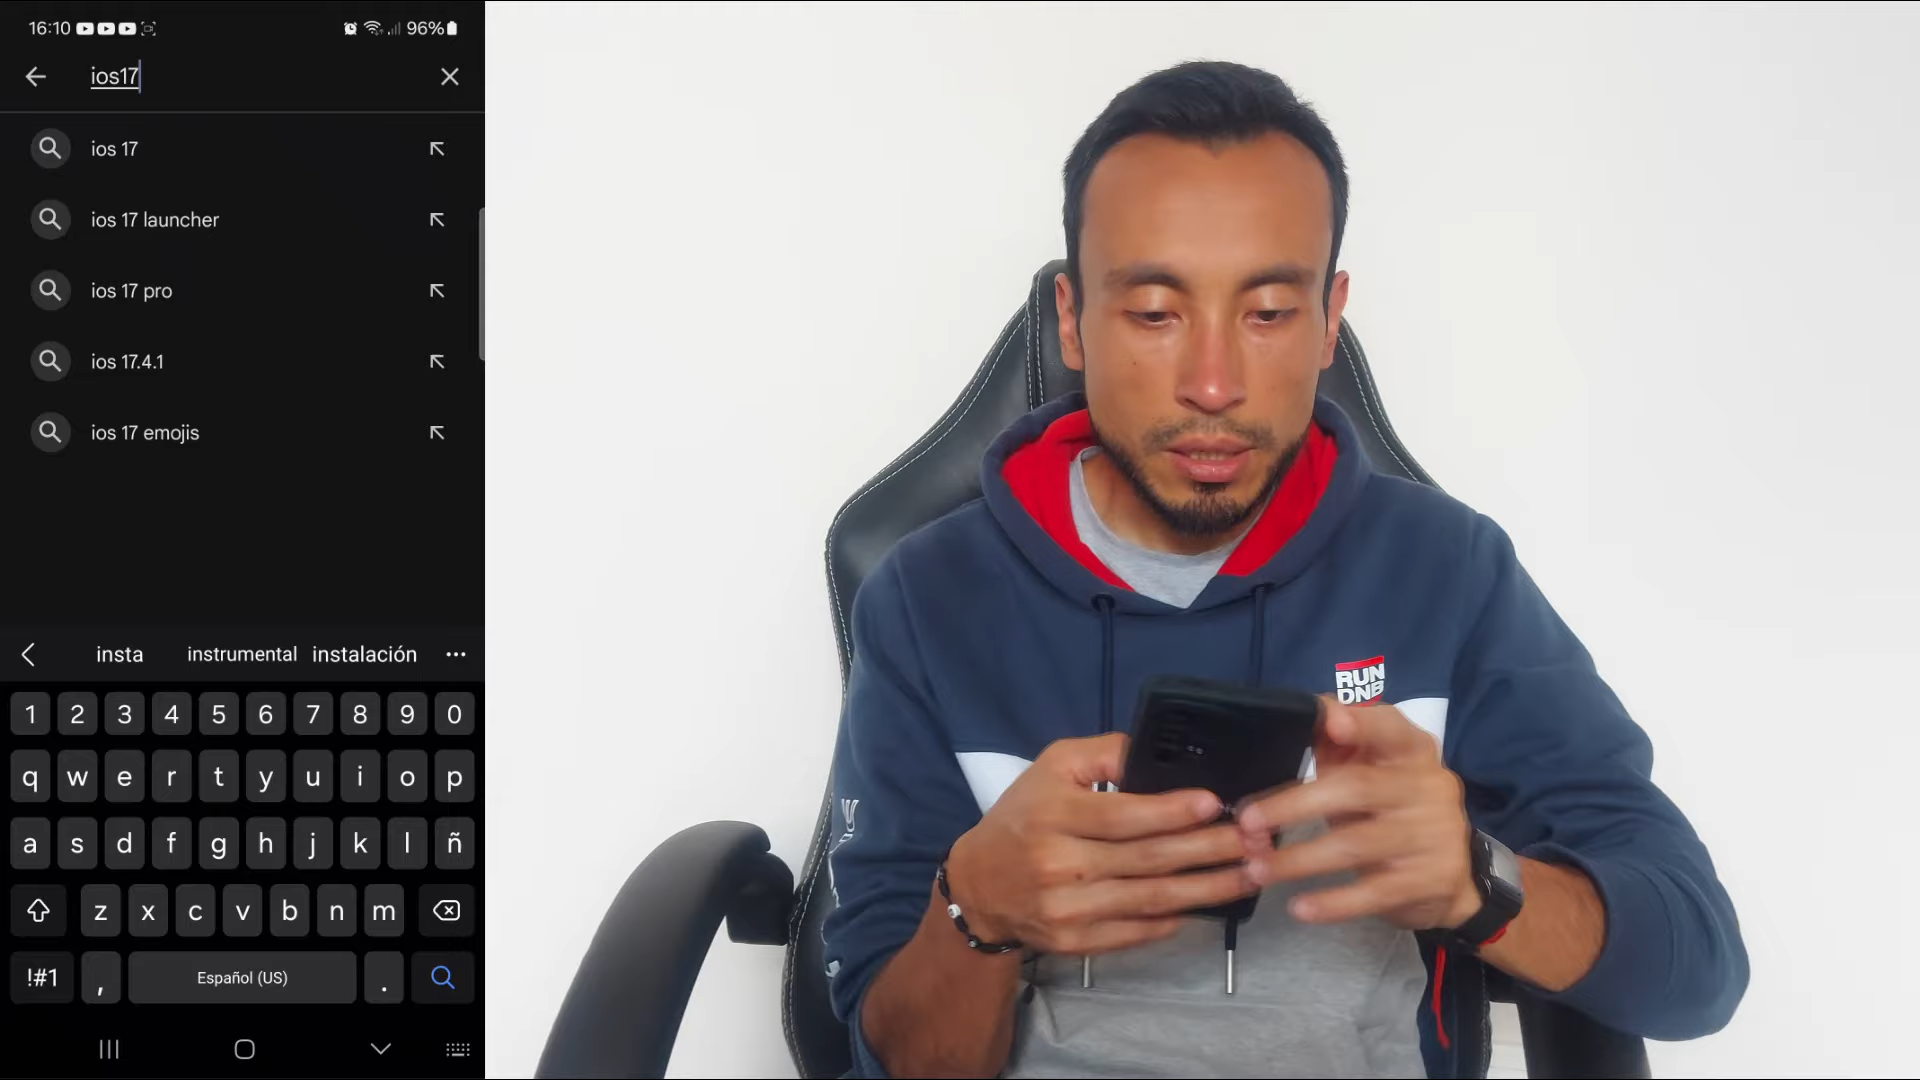 16:10 96%
ios17
ios 17
ios 17 launcher
ios 17 pro
ios 17.4.1
ios 17 emojis
insta instrumental instalación
1 2 3 4 5 6 7 8 9 0
q w e r t y u i o p
a s d f g h j k l ñ
z x c v b n m
!#1 , Español (US) .
RUN
DNB